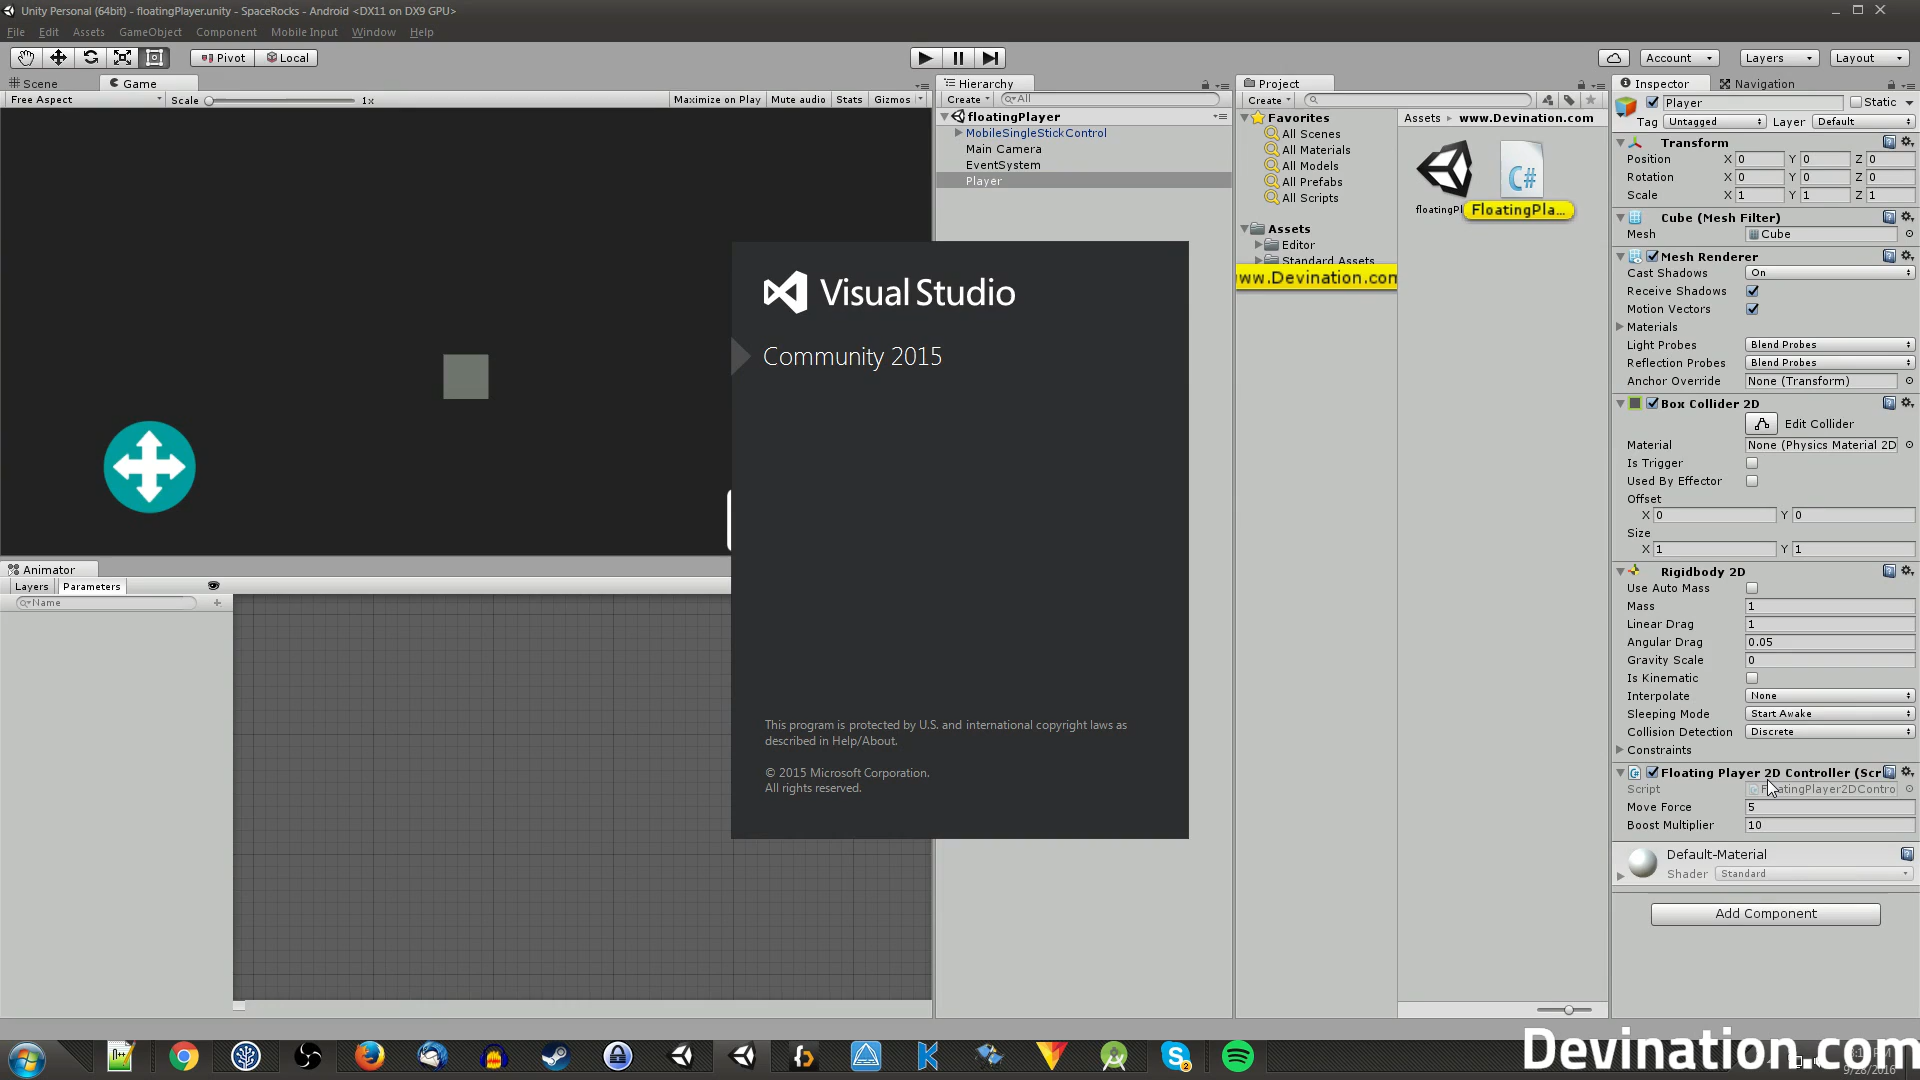 Unity Personal (64bit) - floatingPlayer.unity - SpaceRocks - Android <DX11 on DX9 GPU>
File Edit Assets GameObject Component Mobile Input Window Help
Pivot Local Account Layers Layout
Scene Game
Free Aspect Scale 1x Maximize on Play Mute audio Stats Gizmos
Hierarchy
Create All
floatingPlayer
MobileSingleStickControl
Main Camera
EventSystem
Player
Project
Create
Favorites
All Scenes
All Materials
All Models
All Prefabs
All Scripts
Assets
Editor
Standard Assets
www.Devination.com
Assets www.Devination.com
C#
floatingPl
FloatingPla...
Visual Studio
Community 2015
This program is protected by U.S. and international copyright laws as
described in Help/About.
© 2015 Microsoft Corporation.
All rights reserved.
Animator
Layers Parameters
Name
Inspector Navigation
Player Static
Tag Untagged Layer Default
Transform
Position X 0 Y 0 Z 0
Rotation X 0 Y 0 Z 0
Scale X 1 Y 1 Z 1
Cube (Mesh Filter)
Mesh Cube
Mesh Renderer
Cast Shadows On
Receive Shadows
Motion Vectors
Materials
Light Probes Blend Probes
Reflection Probes Blend Probes
Anchor Override None (Transform)
Box Collider 2D
Edit Collider
Material None (Physics Material 2D
Is Trigger
Used By Effector
Offset
X 0 Y 0
Size
X 1 Y 1
Rigidbody 2D
Use Auto Mass
Mass 1
Linear Drag 1
Angular Drag 0.05
Gravity Scale 0
Is Kinematic
Interpolate None
Sleeping Mode Start Awake
Collision Detection Discrete
Constraints
Floating Player 2D Controller (Scr
Script FloatingPlayer2DContro
Move Force 5
Boost Multiplier 10
Default-Material
Shader Standard
Add Component
Devination.com
9/28/2016